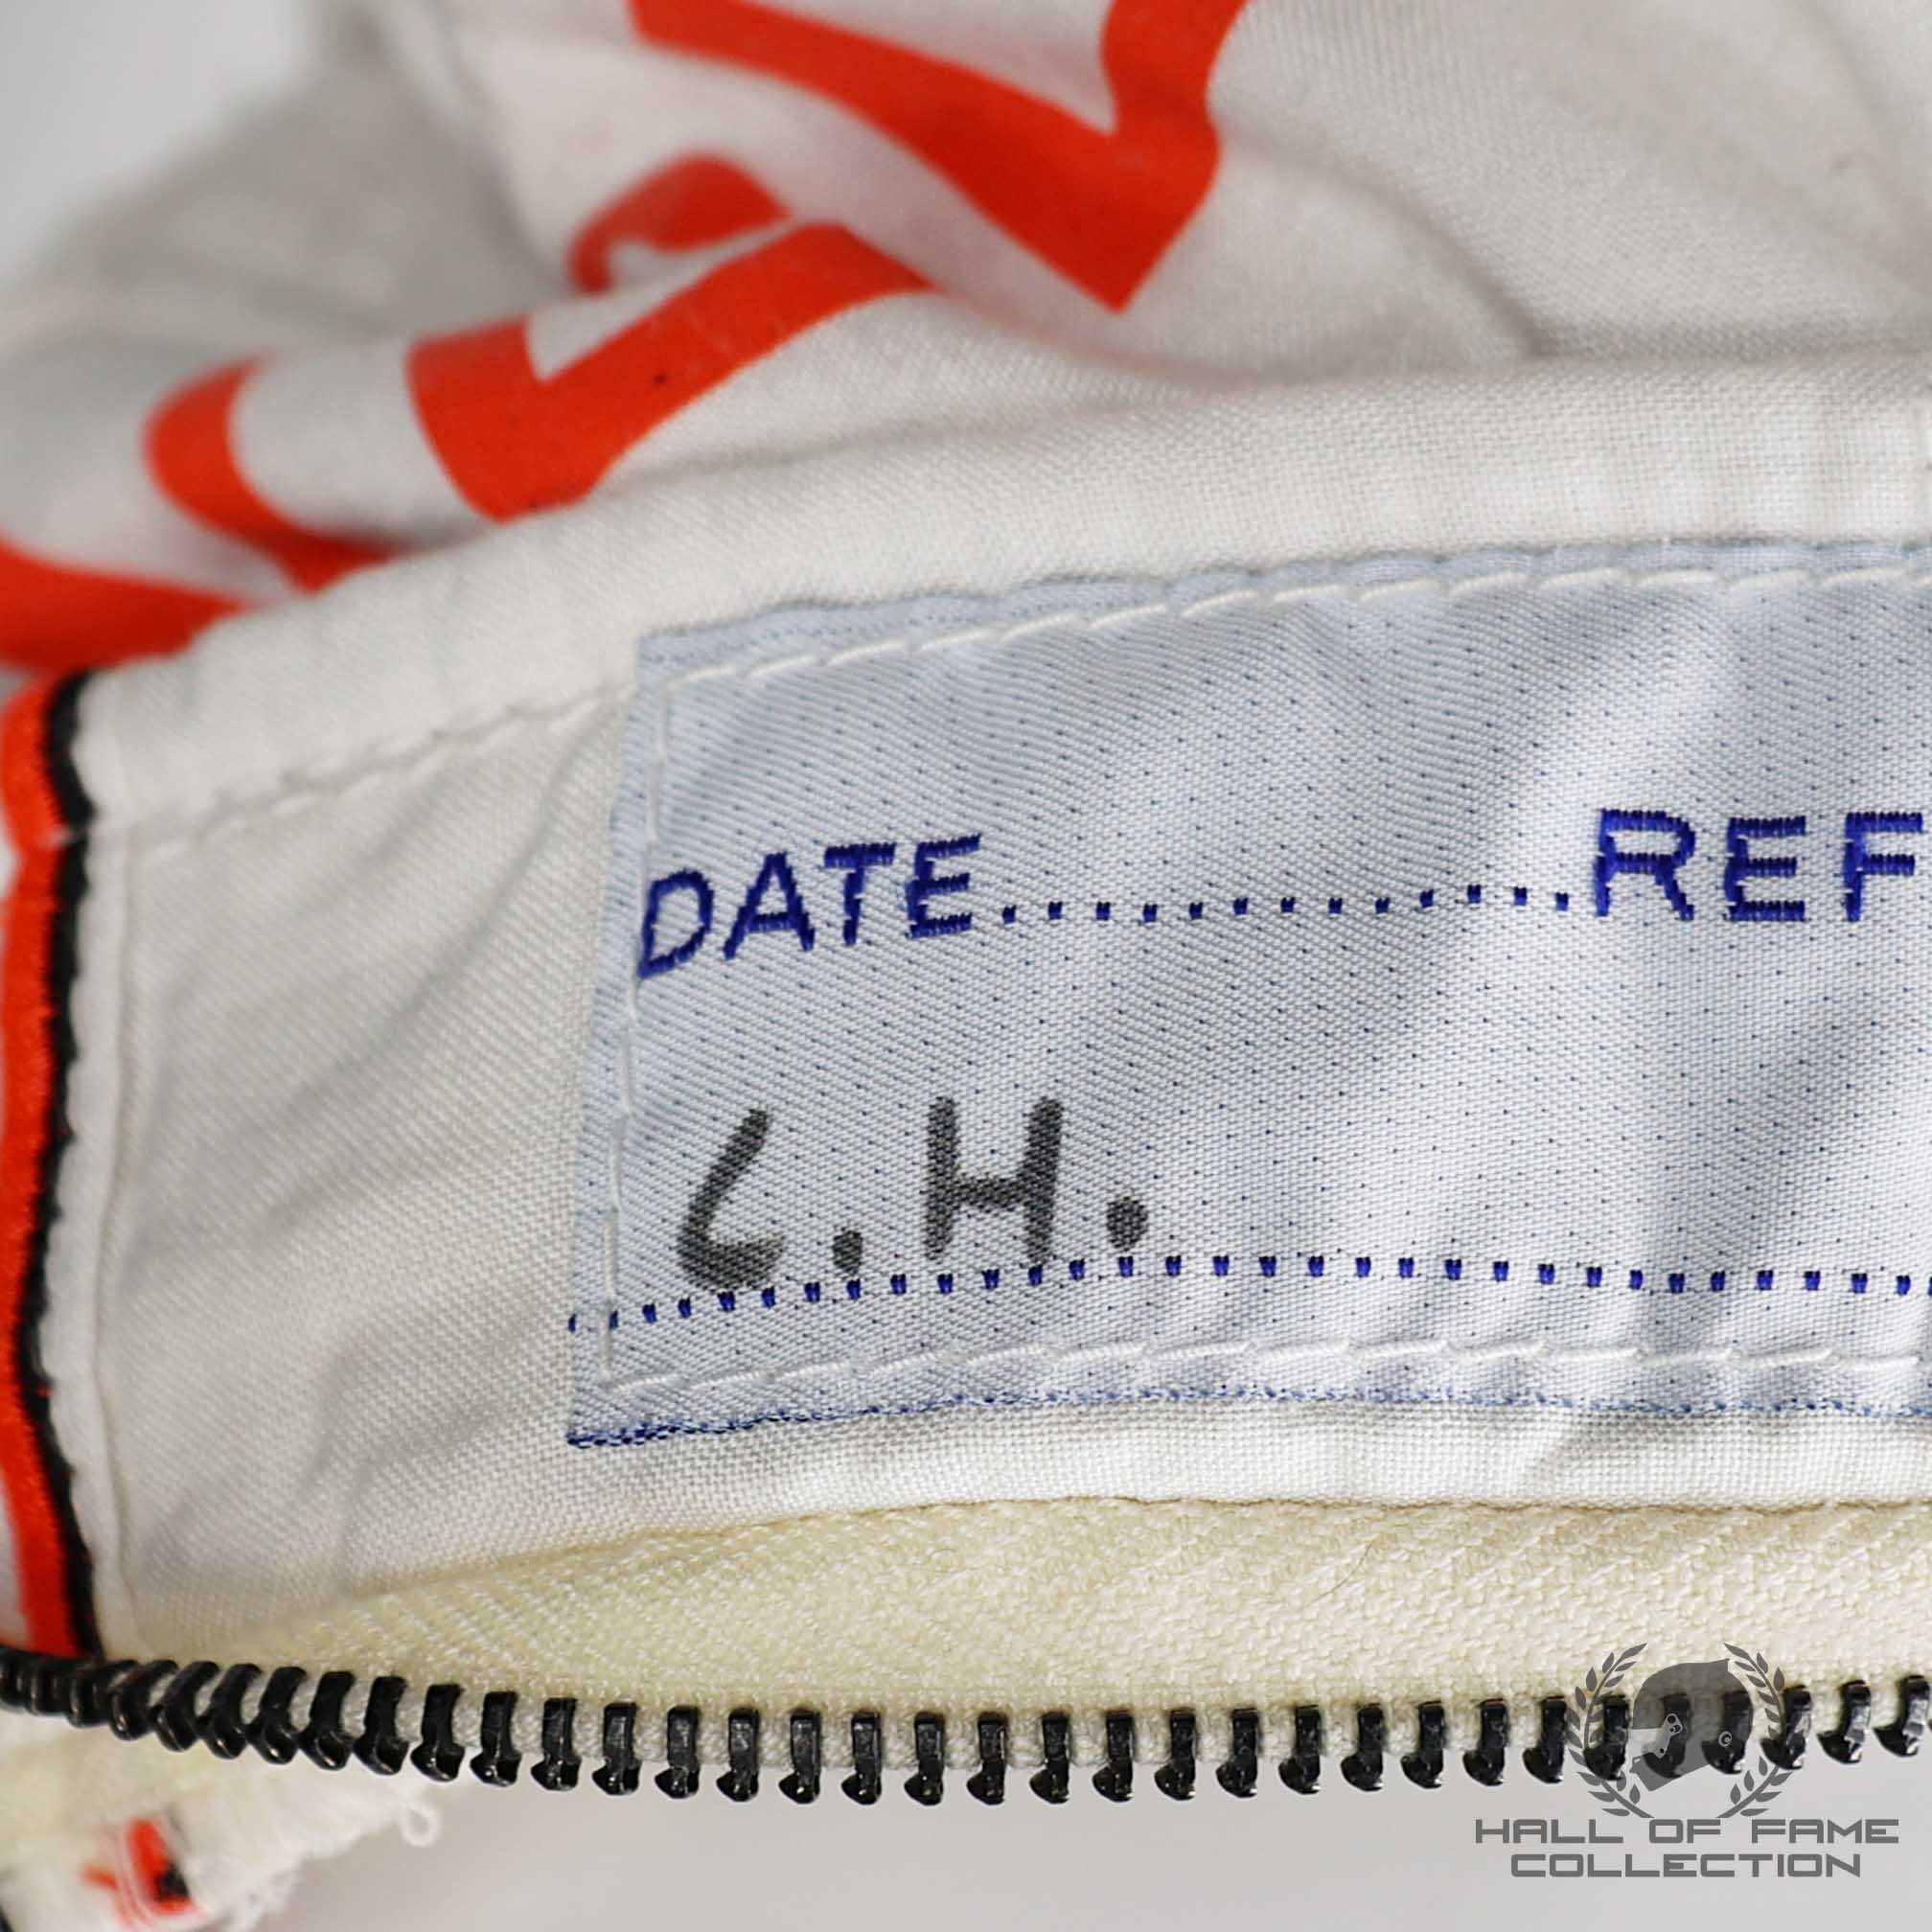 DATE.............REF
L.H.
HALL OF FAME
COLLECTION